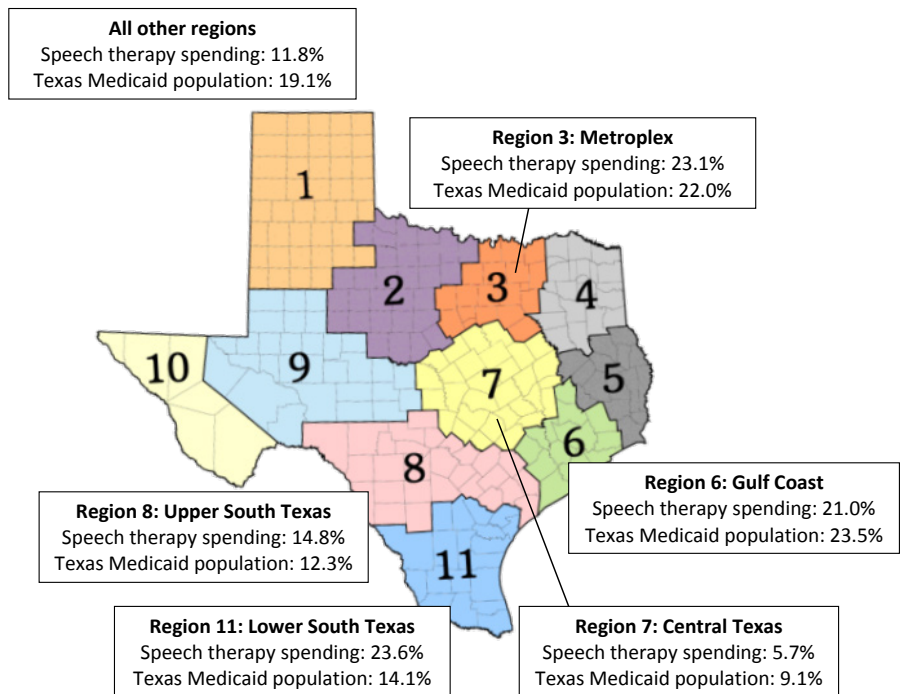 All other regions
Speech therapy spending: 11.8%
Texas Medicaid population: 19.1%
Region 3: Metroplex
Speech therapy spending: 23.1%
Texas Medicaid population: 22.0%
1
2
3
4
10
9
7
5
6
8
11
Region 6: Gulf Coast
Speech therapy spending: 21.0%
Texas Medicaid population: 23.5%
Region 8: Upper South Texas
Speech therapy spending: 14.8%
Texas Medicaid population: 12.3%
Region 11: Lower South Texas
Speech therapy spending: 23.6%
Texas Medicaid population: 14.1%
Region 7: Central Texas
Speech therapy spending: 5.7%
Texas Medicaid population: 9.1%